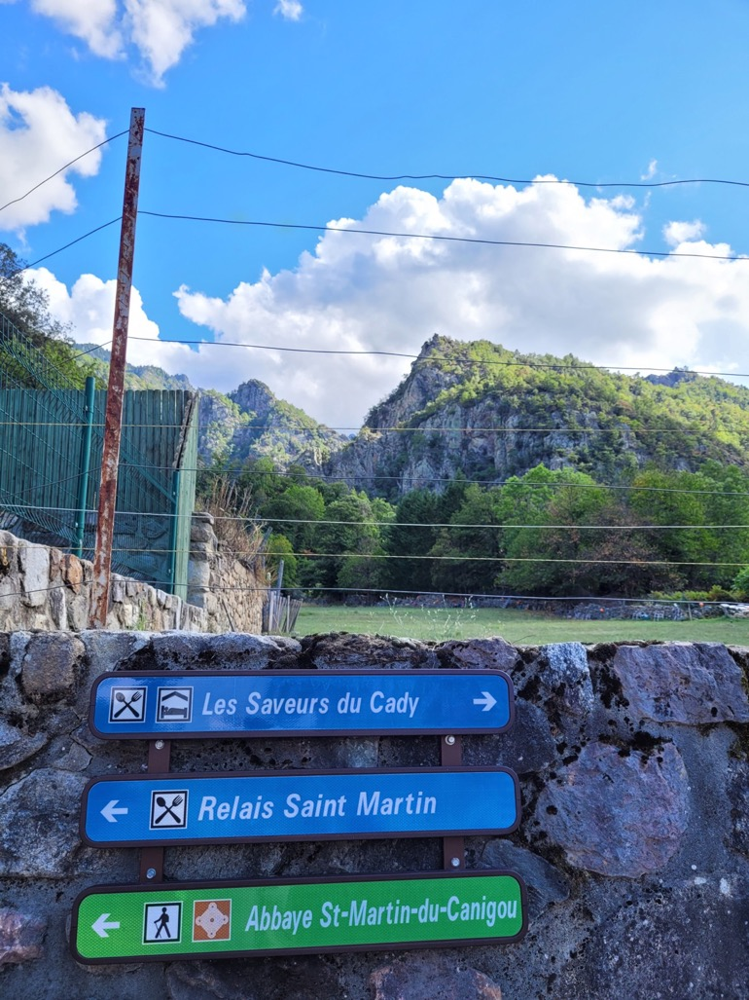 Les Saveurs du Cady
Relais Saint Martin
Abbaye St-Martin-du-Canigou